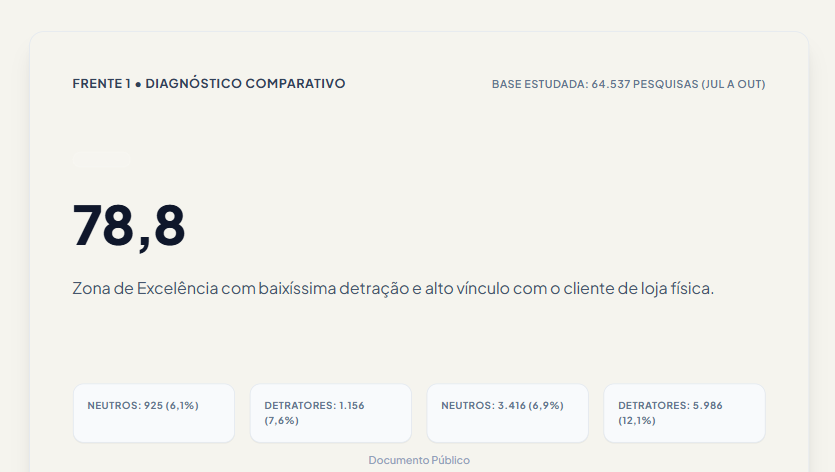 FRENTE 1 • DIAGNÓSTICO COMPARATIVO
BASE ESTUDADA: 64.537 PESQUISAS (JUL A OUT)
78,8
Zona de Excelência com baixíssima detração e alto vínculo com o cliente de loja física.
NEUTROS: 925 (6,1%)
DETRATORES: 1.156
(7,6%)
NEUTROS: 3.416 (6,9%)
DETRATORES: 5.986
(12,1%)
Documento Público